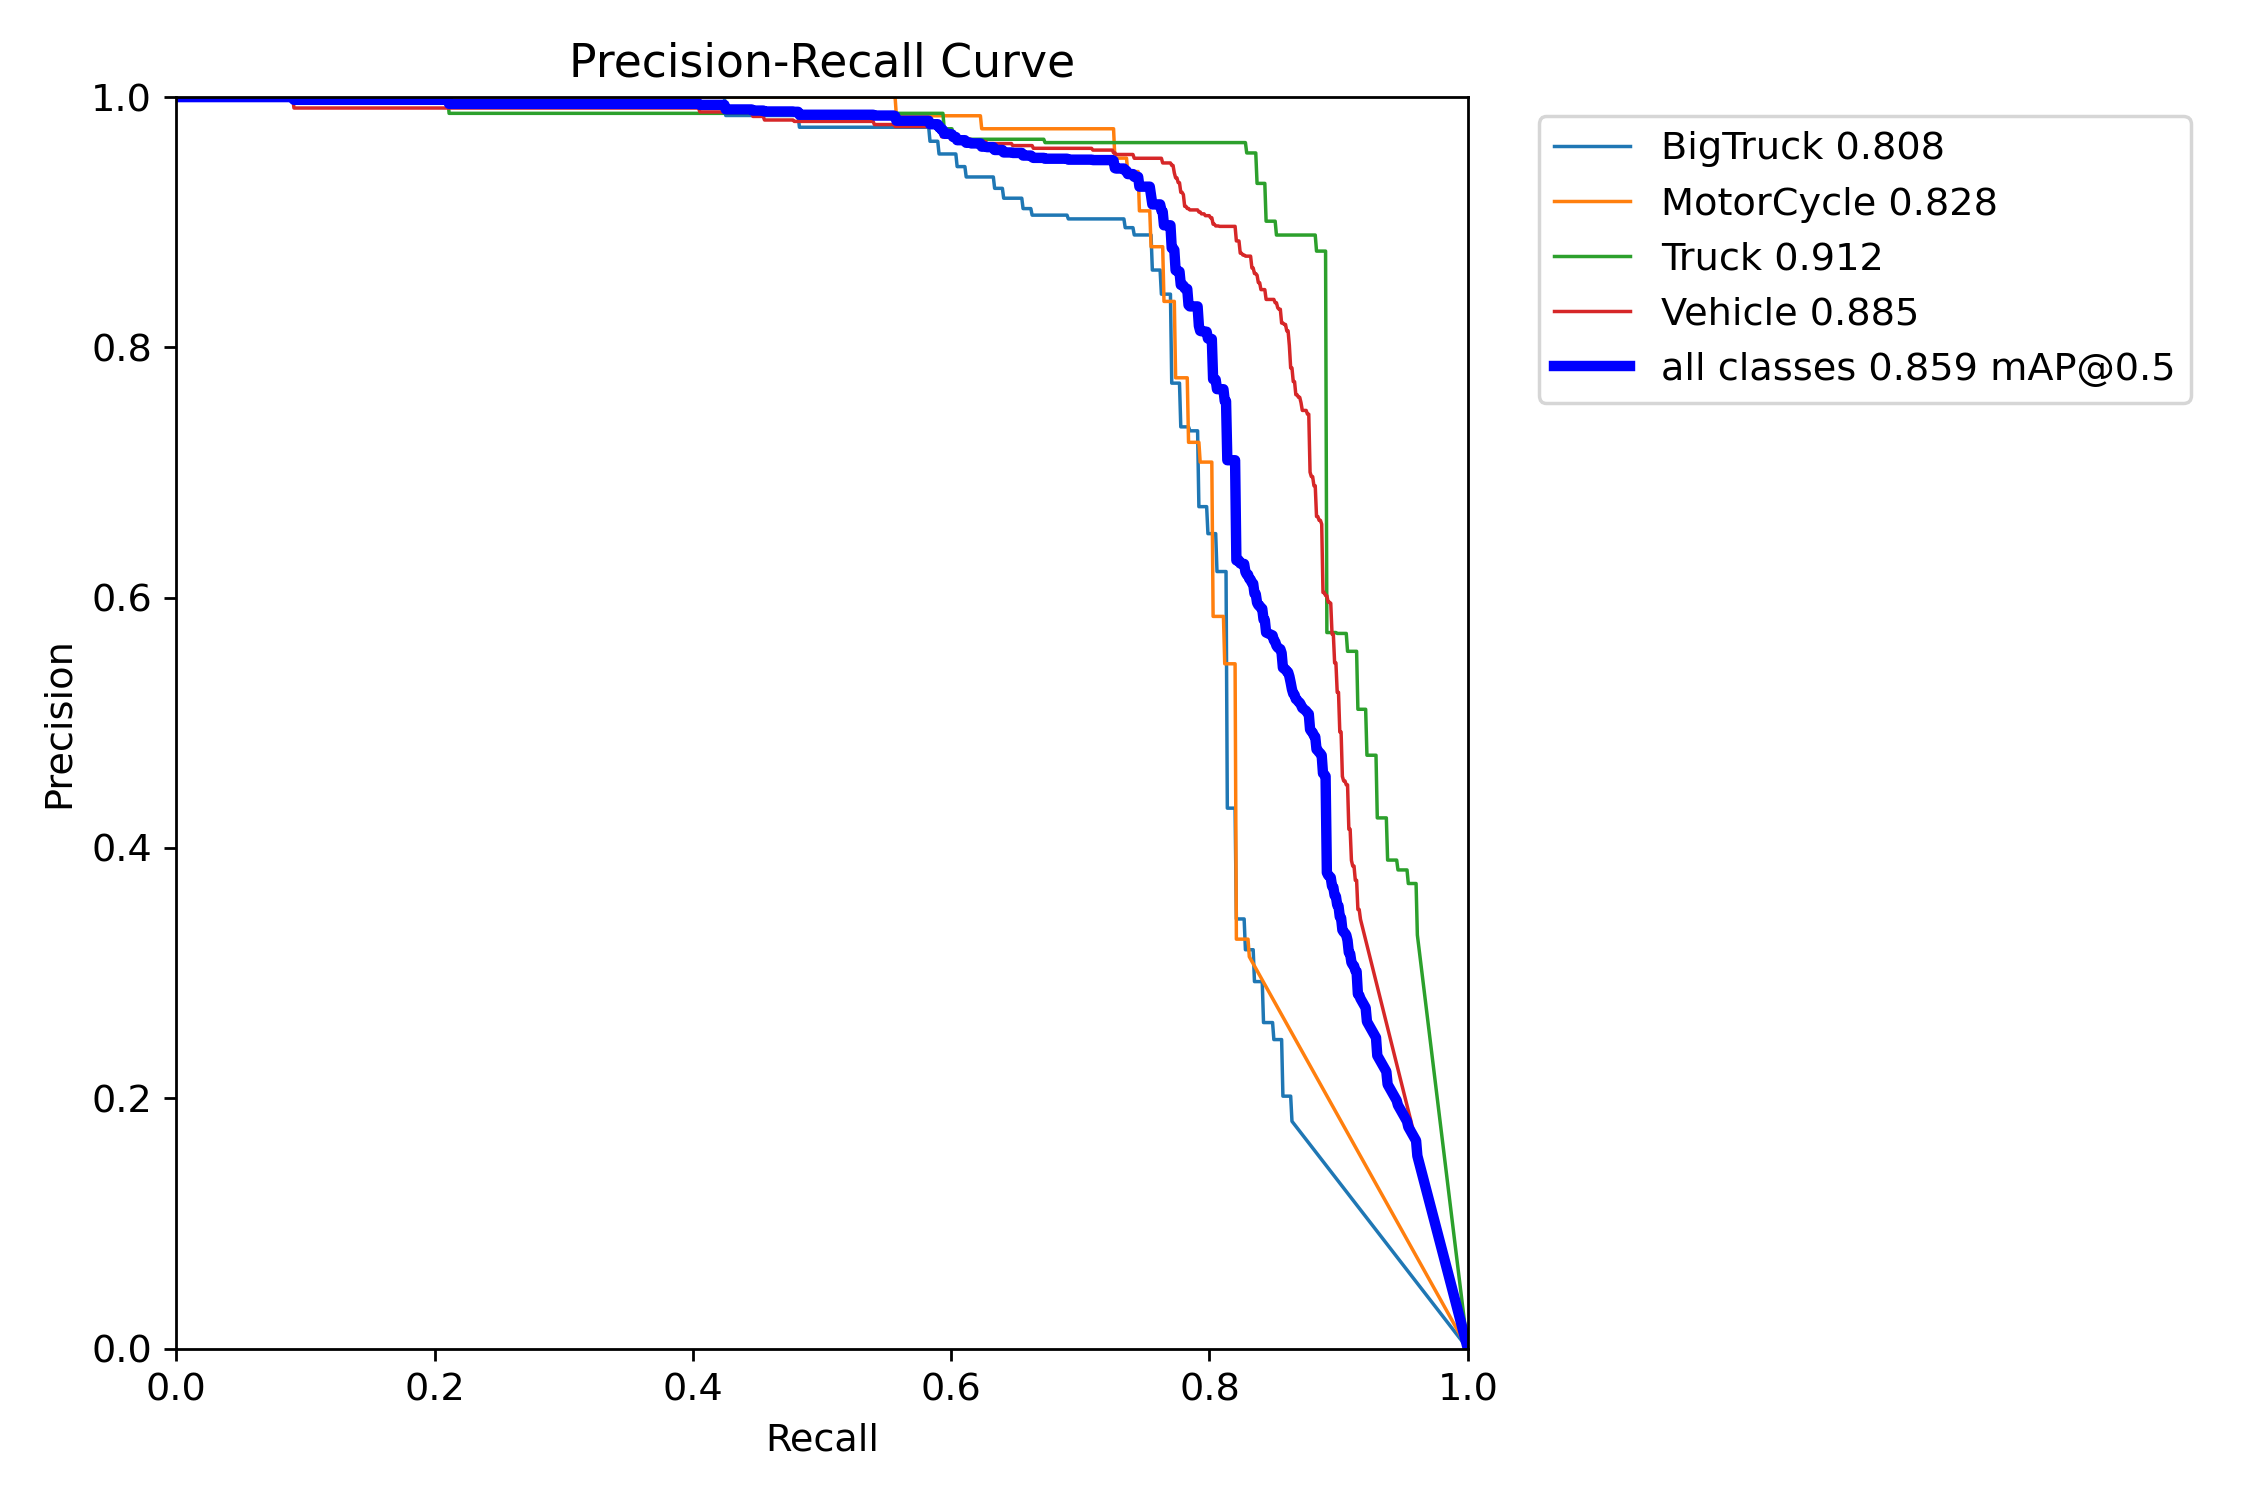 Precision-Recall Curve
1.0
0.8
0.6
0.4
0.2
0.0
Precision
0.0 0.2 0.4 0.6 0.8 1.0
Recall
BigTruck 0.808
MotorCycle 0.828
Truck 0.912
Vehicle 0.885
all classes 0.859 mAP@0.5